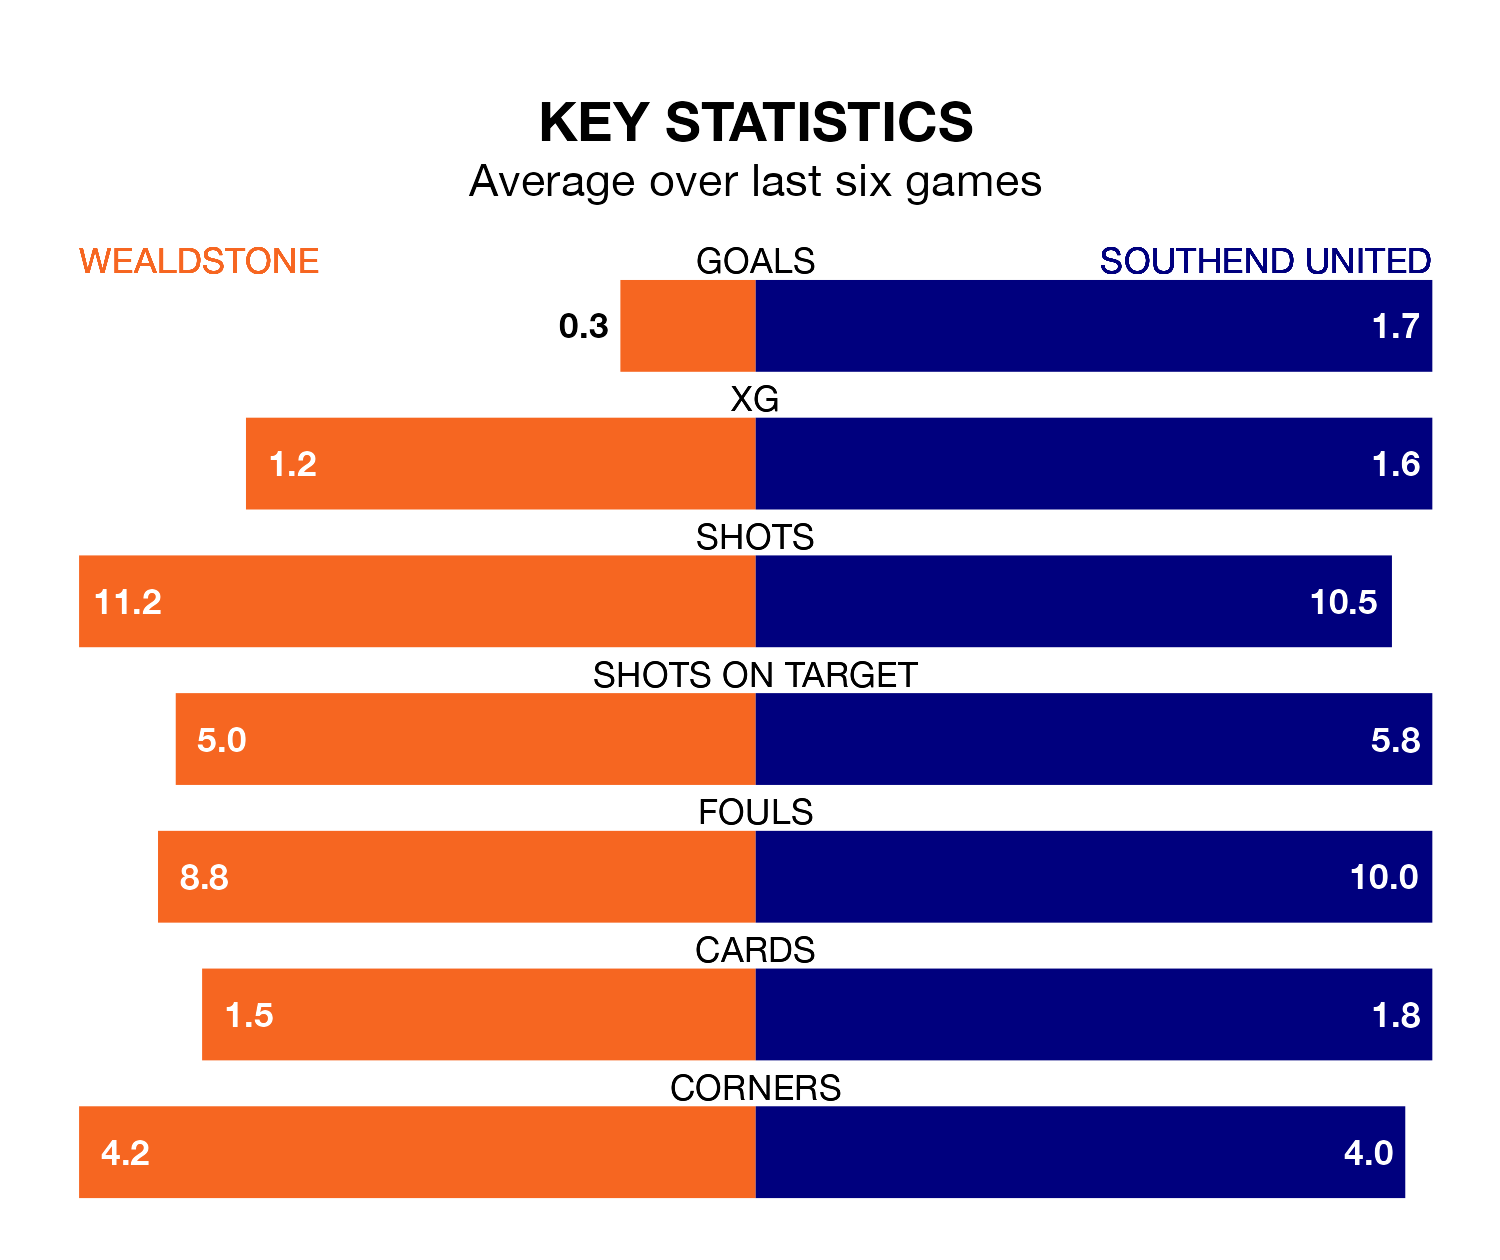 KEY STATISTICS
Average over last six games
WEALDSTONE GOALS SOUTHEND UNITED
0.3 1.7
XG
1.2 1.6
SHOTS
11.2 10.5
SHOTS ON TARGET
5.0 5.8
FOULS
8.8 10.0
CARDS
1.5 1.8
CORNERS
4.2 4.0